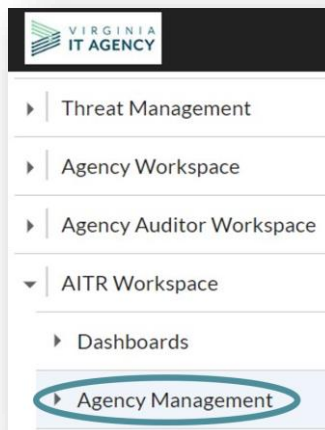 VIRGINIA
IT AGENCY
Threat Management
Agency Workspace
Agency Auditor Workspace
AITR Workspace
Dashboards
Agency Management